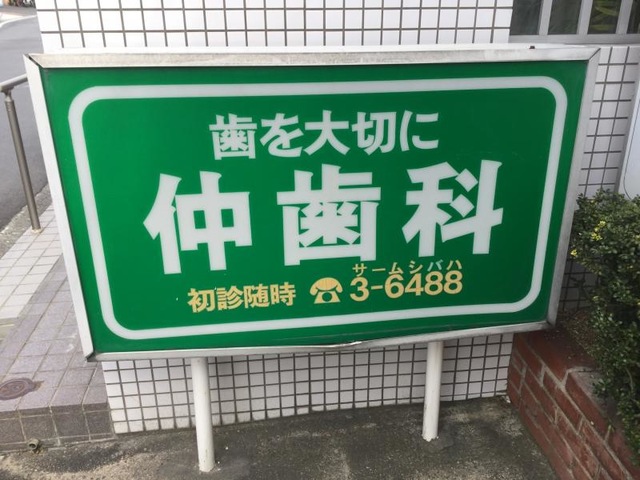 歯を大切に
仲歯科
サームシバハ
初診随時 ☎3-6488